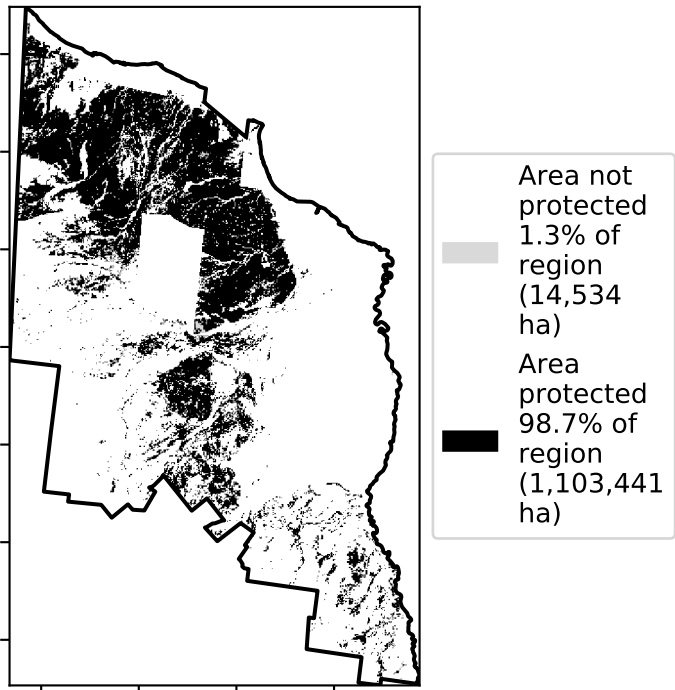 Area not
protected
1.3% of
region
(14,534
ha)
Area
protected
98.7% of
region
(1,103,441
ha)